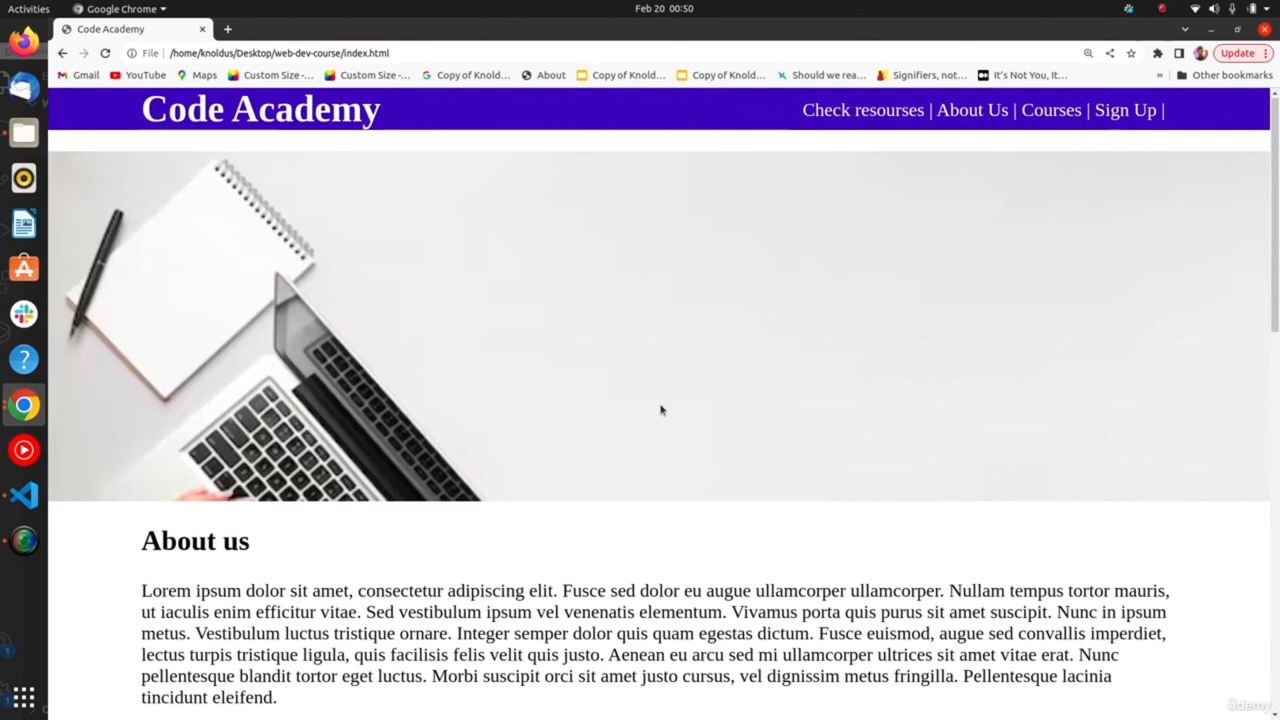 Activities
Google Chrome
Feb 20 00:50
Code Academy
File
/home/knoldus/Desktop/web-dev-course/index.html
Update
Gmail
YouTube
Maps
Custom Size -...
Custom Size -...
Copy of Knold...
About
Copy of Knold...
Copy of Knold...
Should we rea...
Signifiers, not...
It's Not You, It...
»
Other bookmarks
Code Academy
Check resourses | About Us | Courses | Sign Up |
About us
Lorem ipsum dolor sit amet, consectetur adipiscing elit. Fusce sed dolor eu augue ullamcorper ullamcorper. Nullam tempus tortor mauris,
ut iaculis enim efficitur vitae. Sed vestibulum ipsum vel venenatis elementum. Vivamus porta quis purus sit amet suscipit. Nunc in ipsum
metus. Vestibulum luctus tristique ornare. Integer semper dolor quis quam egestas dictum. Fusce euismod, augue sed convallis imperdiet,
lectus turpis tristique ligula, quis facilisis felis velit quis justo. Aenean eu arcu sed mi ullamcorper ultrices sit amet vitae erat. Nunc
pellentesque blandit tortor eget luctus. Morbi suscipit orci sit amet justo cursus, vel dignissim metus fringilla. Pellentesque lacinia
tincidunt eleifend.
ûdemy